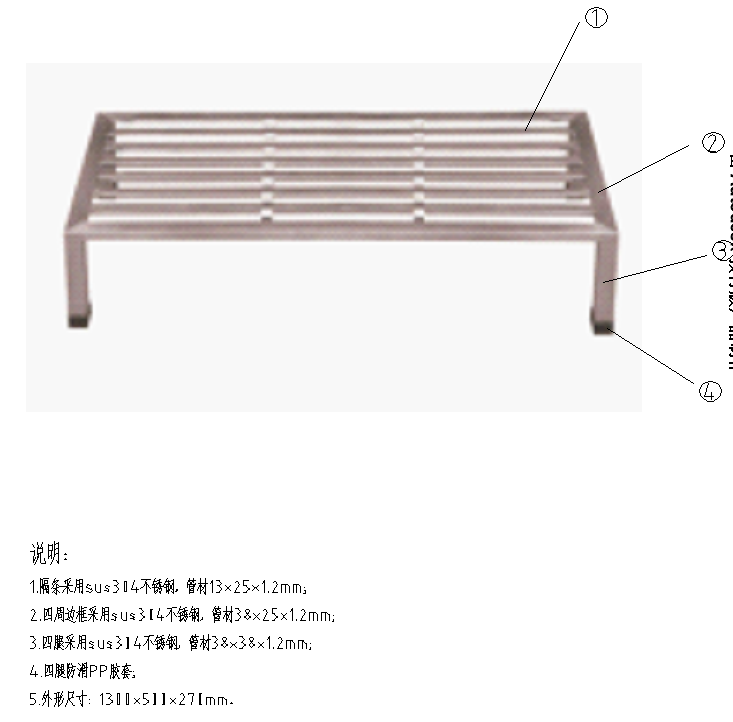 ①
②
③
④
说明:
1.隔条采用sus304不锈钢, 管材13×25×1.2mm;
2.四周边框采用sus304不锈钢, 管材38×25×1.2mm;
3.四腿采用sus304不锈钢, 管材38×38×1.2mm;
4.四腿防滑PP胶套;
5.外形尺寸: 1300×500×270mm.